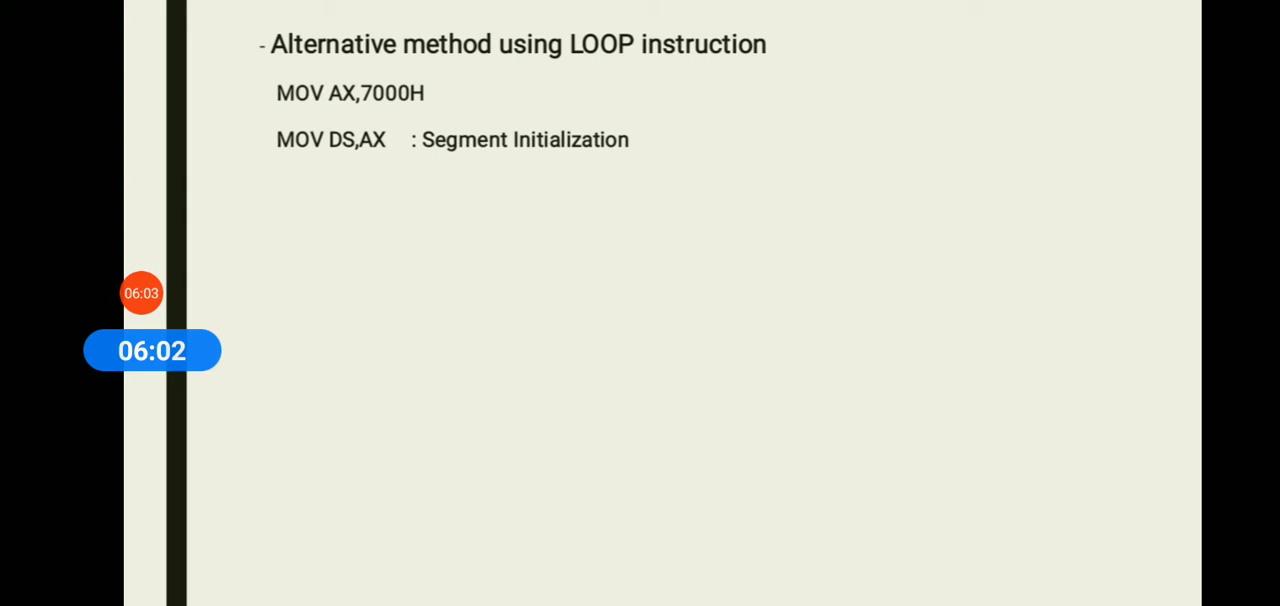 - Alternative method using LOOP instruction
MOV AX,7000H
MOV DS,AX : Segment Initialization
06:03
06:02